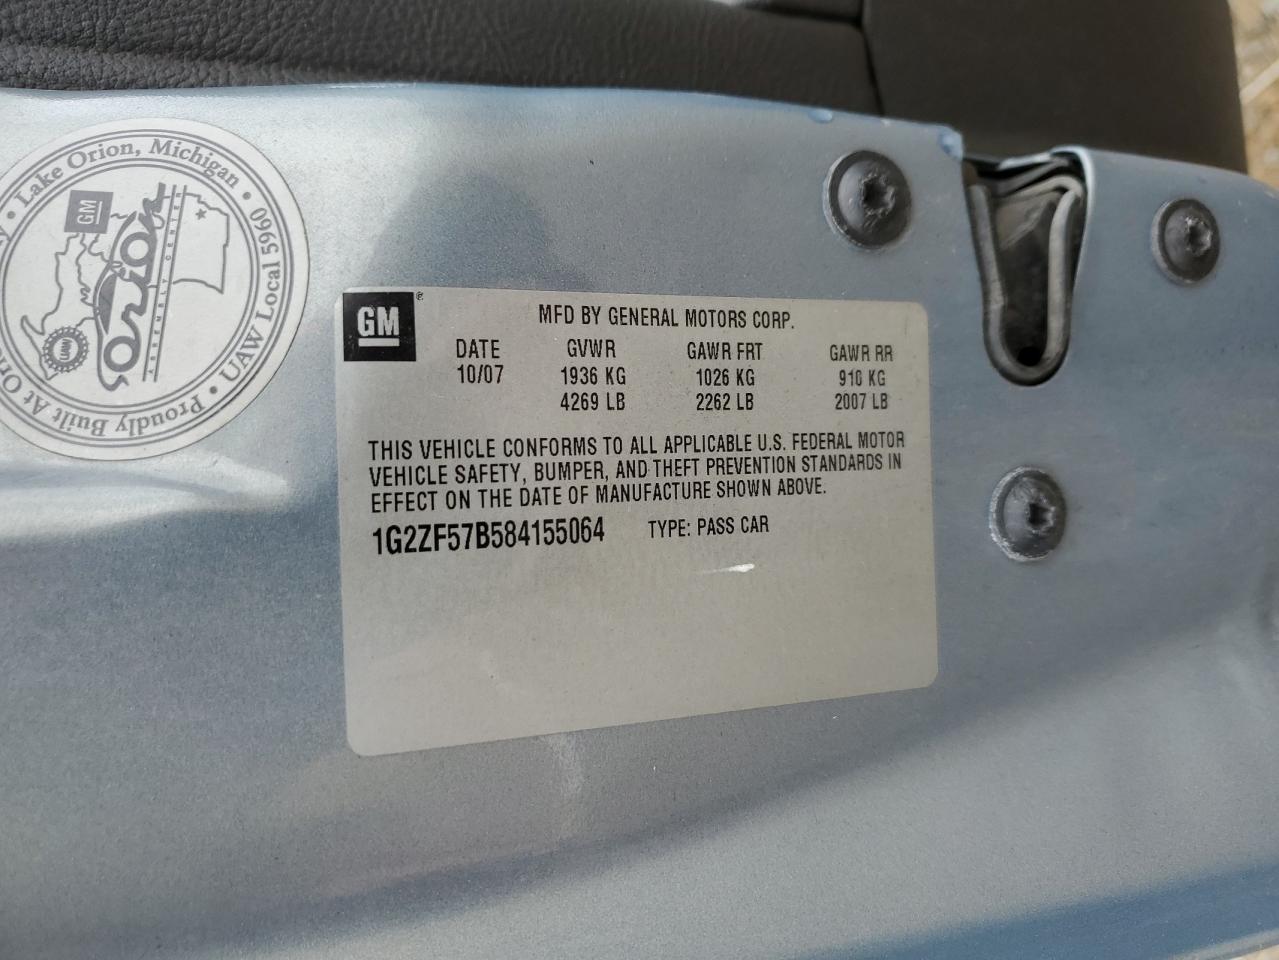 Lake Orion, Michigan • UAW Local 5960 • Proudly Built At
GM
orion
ASSEMBLY CENTER
UAW
GM
®
MFD BY GENERAL MOTORS CORP.
DATE GVWR GAWR FRT GAWR RR
10/07 1936 KG 1026 KG 910 KG
4269 LB 2262 LB 2007 LB
THIS VEHICLE CONFORMS TO ALL APPLICABLE U.S. FEDERAL MOTOR
VEHICLE SAFETY, BUMPER, AND THEFT PREVENTION STANDARDS IN
EFFECT ON THE DATE OF MANUFACTURE SHOWN ABOVE.
1G2ZF57B584155064 TYPE: PASS CAR